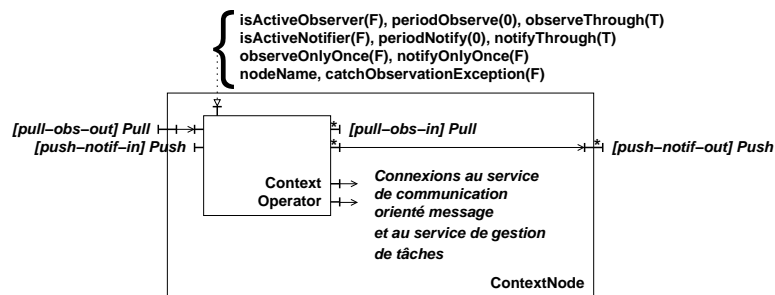 isActiveObserver(F), periodObserve(0), observeThrough(T)
isActiveNotifier(F), periodNotify(0), notifyThrough(T)
observeOnlyOnce(F), notifyOnlyOnce(F)
nodeName, catchObservationException(F)
[pull−obs−out] Pull * [pull−obs−in] Pull
[push−notif−in] Push * * [push−notif−out] Push
Context
Operator
Connexions au service
de communication
orienté message
et au service de gestion
de tâches
ContextNode